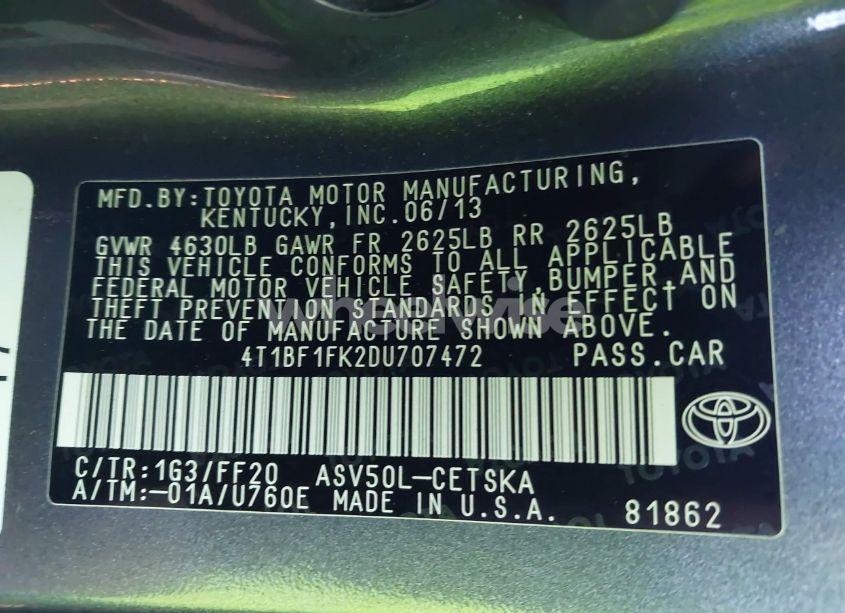 MFD.BY:TOYOTA MOTOR MANUFACTURING,
KENTUCKY,INC.06/13
GVWR 4630LB GAWR FR 2625LB RR 2625LB
THIS VEHICLE CONFORMS TO ALL APPLICABLE
FEDERAL MOTOR VEHICLE SAFETY,BUMPER,AND
THEFT PREVENTION STANDARDS IN EFFECT ON
THE DATE OF MANUFACTURE SHOWN ABOVE.
4T1BF1FK2DU707472 PASS.CAR
C/TR:1G3/FF20 ASV50L-CETSKA
A/TM:-01A/U760E MADE IN U.S.A. 81862